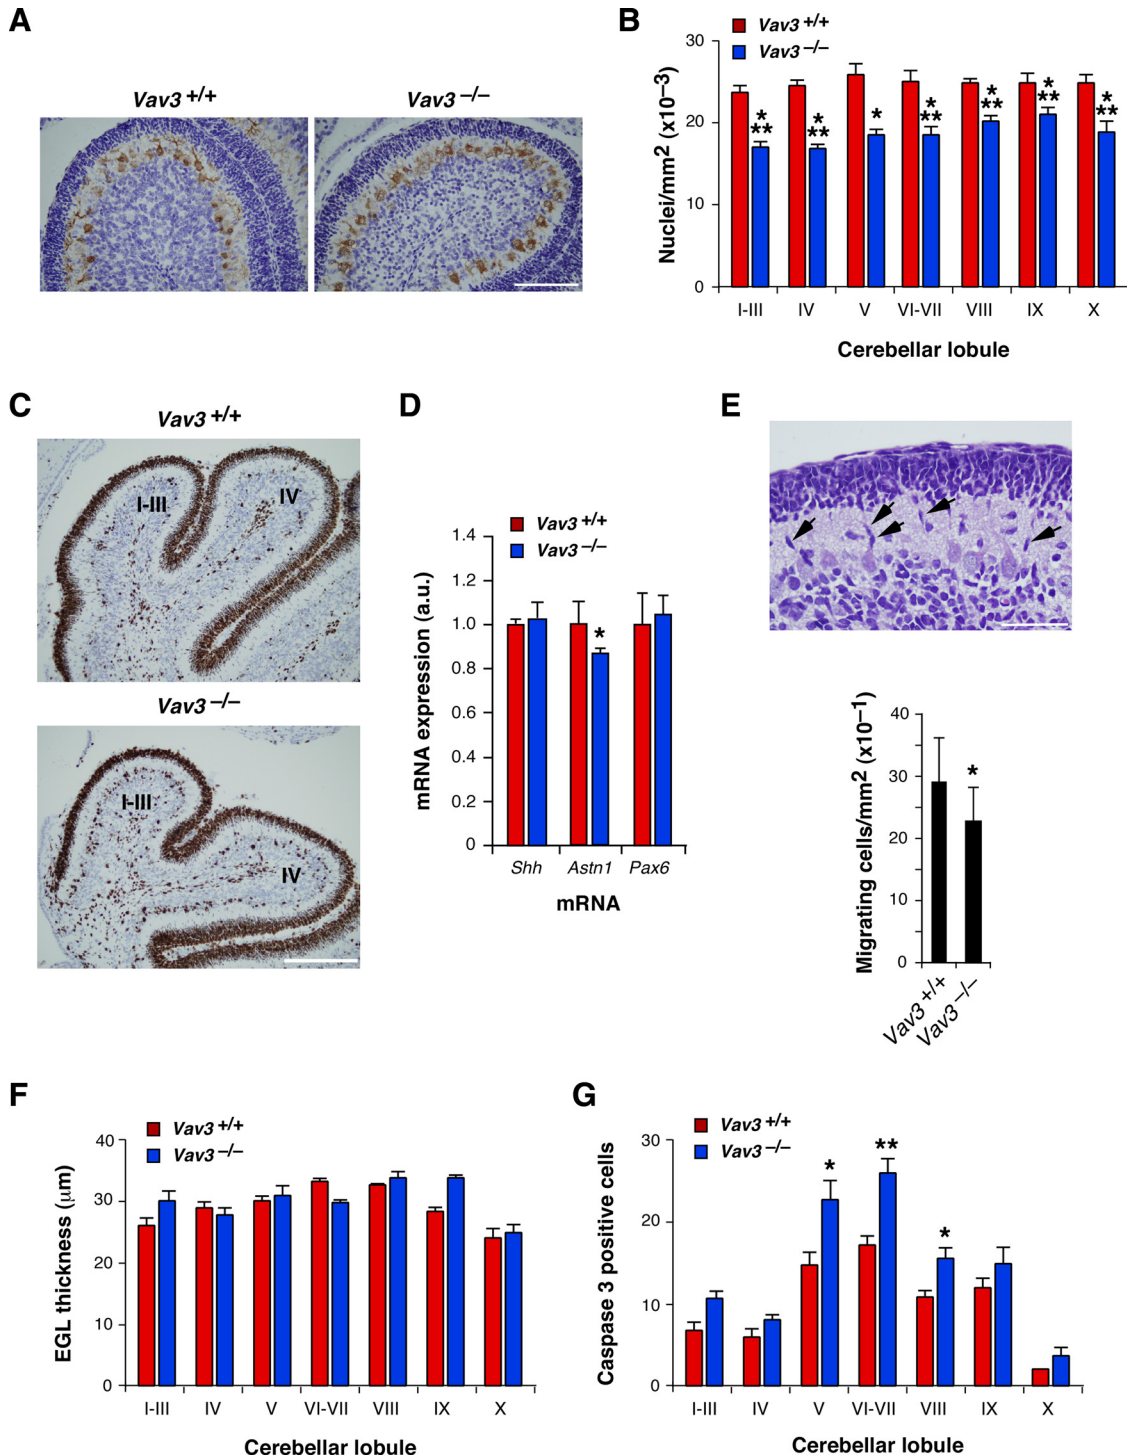 A
Vav3 +/+
Vav3 –/–
B
Vav3 +/+
Vav3 –/–
Nuclei/mm2 (x10–3)
30
20
10
0
*
**
*
**
*
*
**
*
**
*
**
*
**
I-III IV V VI-VII VIII IX X
Cerebellar lobule
C
Vav3 +/+
I-III
IV
Vav3 –/–
I-III
IV
D
Vav3 +/+
Vav3 –/–
mRNA expression (a.u.)
1.4
1.2
1.0
0.8
0.6
0.4
0.2
0
*
Shh Astn1 Pax6
mRNA
E
Migrating cells/mm2 (x10–1)
40
30
20
10
0
*
Vav3 +/+
Vav3 –/–
F
Vav3 +/+
Vav3 –/–
EGL thickness (μm)
40
30
20
10
0
I-III IV V VI-VII VIII IX X
Cerebellar lobule
G
Vav3 +/+
Vav3 –/–
Caspase 3 positive cells
30
20
10
0
*
**
*
I-III IV V VI-VII VIII IX X
Cerebellar lobule